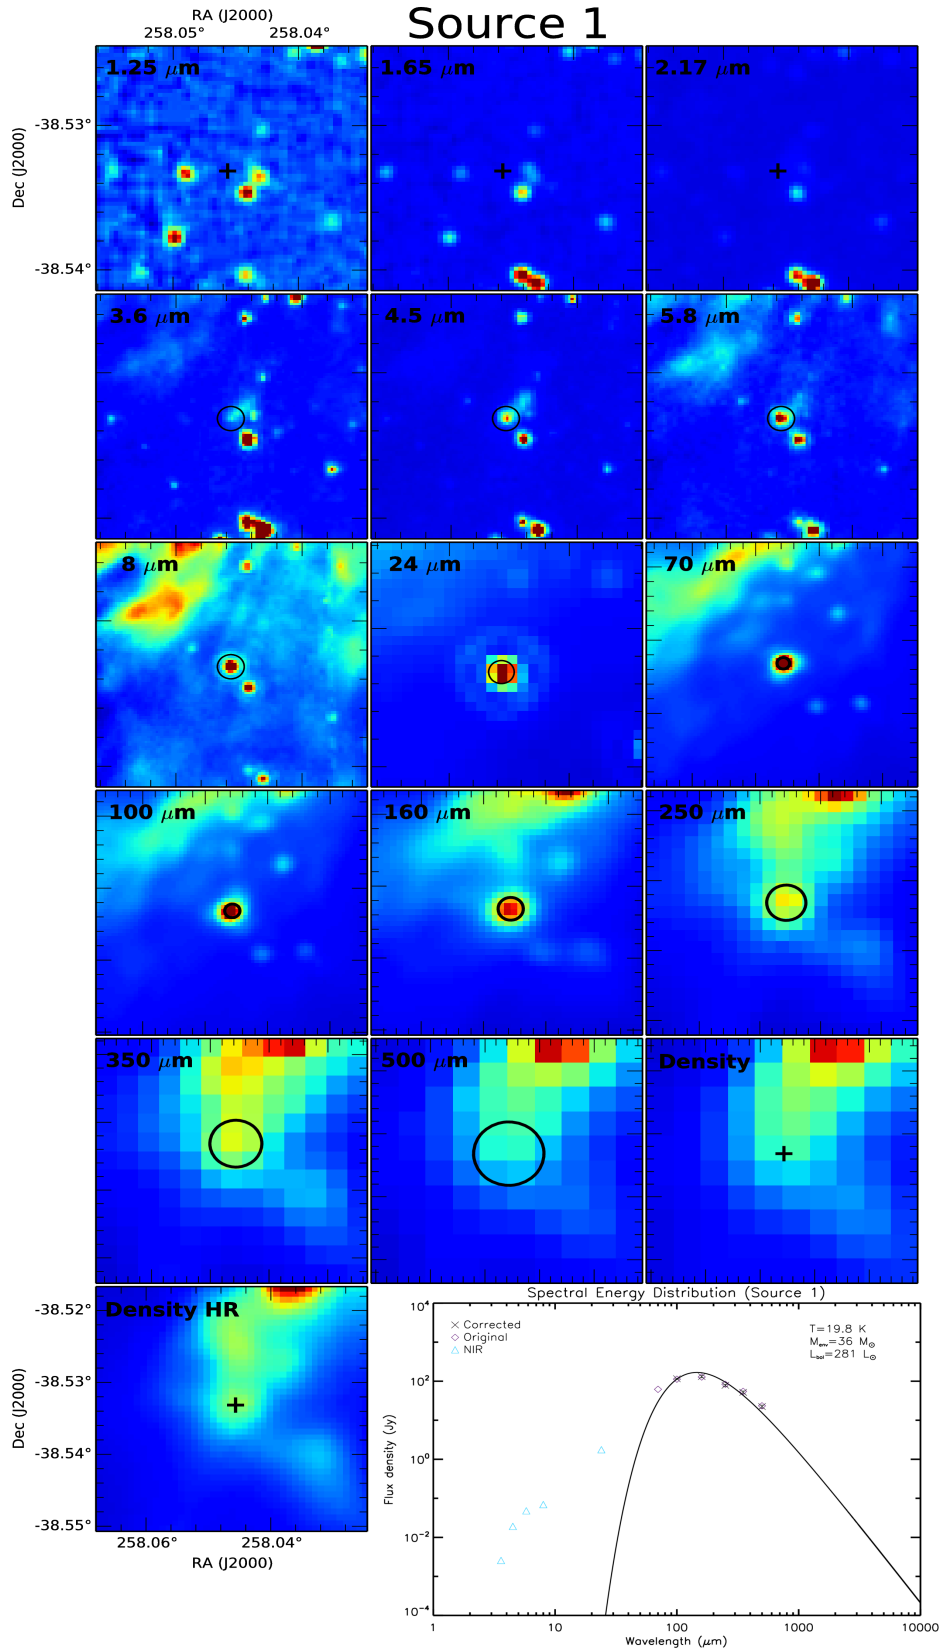 Source 1
RA (J2000)
258.05° 258.04°
1.25 μm 1.65 μm 2.17 μm
-38.53°
Dec (J2000)
-38.54°
3.6 μm 4.5 μm 5.8 μm
8 μm 24 μm 70 μm
100 μm 160 μm 250 μm
350 μm 500 μm Density
Density HR
-38.52°
-38.53°
Dec (J2000)
-38.54°
-38.55°
258.06° 258.04°
RA (J2000)
Spectral Energy Distribution (Source 1)
Corrected
Original
NIR
T=19.8 K
Menv=36 M⊙
Lbol=281 L⊙
10^4
10^2
10^0
10^-2
10^-4
Flux density (Jy)
1 10 100 1000 10000
Wavelength (μm)